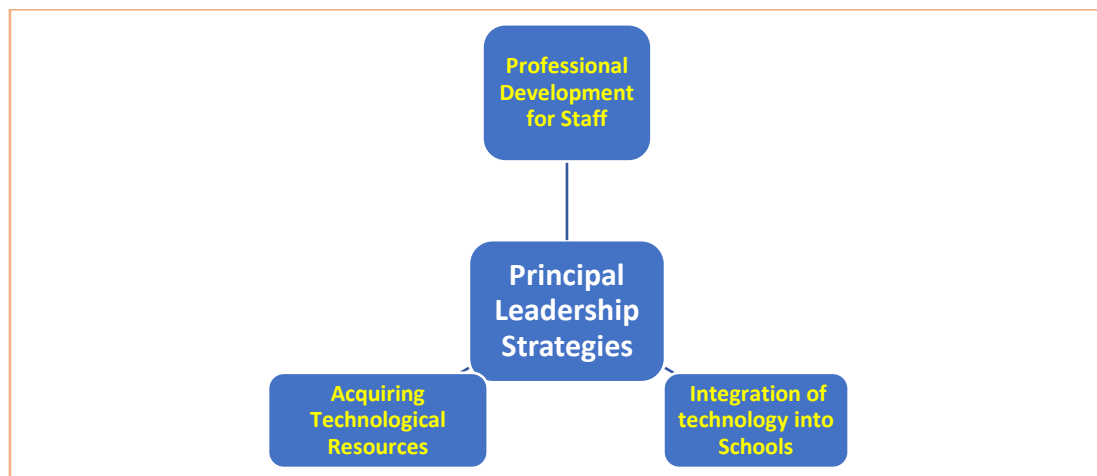 Professional
Development
for Staff
Principal
Leadership
Strategies
Acquiring
Technological
Resources
Integration of
technology into
Schools